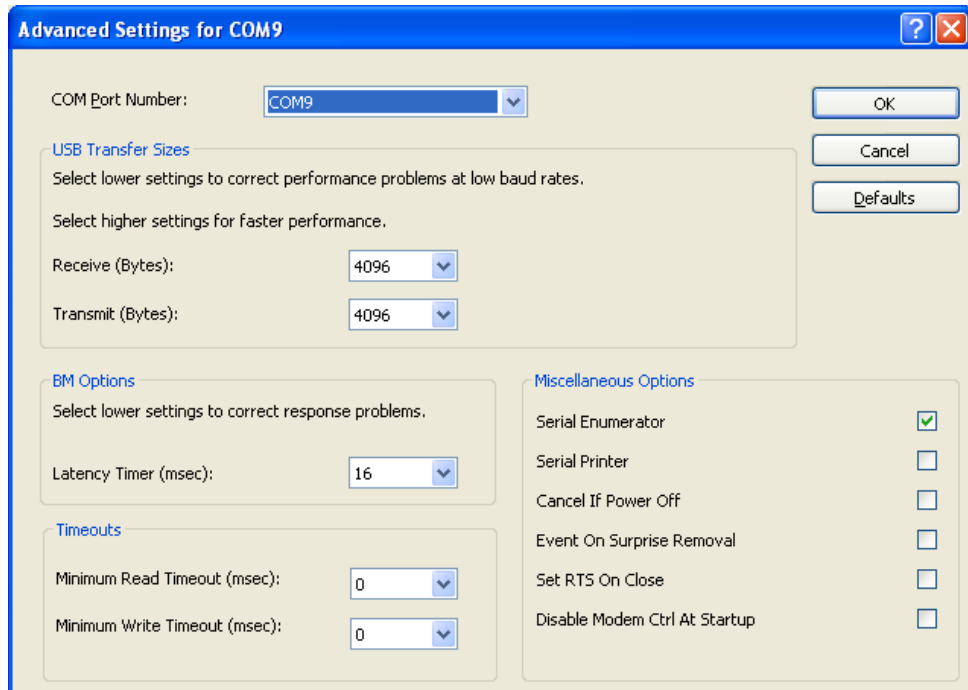 Advanced Settings for COM9
COM Port Number:
COM9
OK
USB Transfer Sizes
Cancel
Select lower settings to correct performance problems at low baud rates.
Defaults
Select higher settings for faster performance.
Receive (Bytes):
4096
Transmit (Bytes):
4096
BM Options
Select lower settings to correct response problems.
Latency Timer (msec):
16
Timeouts
Minimum Read Timeout (msec):
0
Minimum Write Timeout (msec):
0
Miscellaneous Options
Serial Enumerator
Serial Printer
Cancel If Power Off
Event On Surprise Removal
Set RTS On Close
Disable Modem Ctrl At Startup